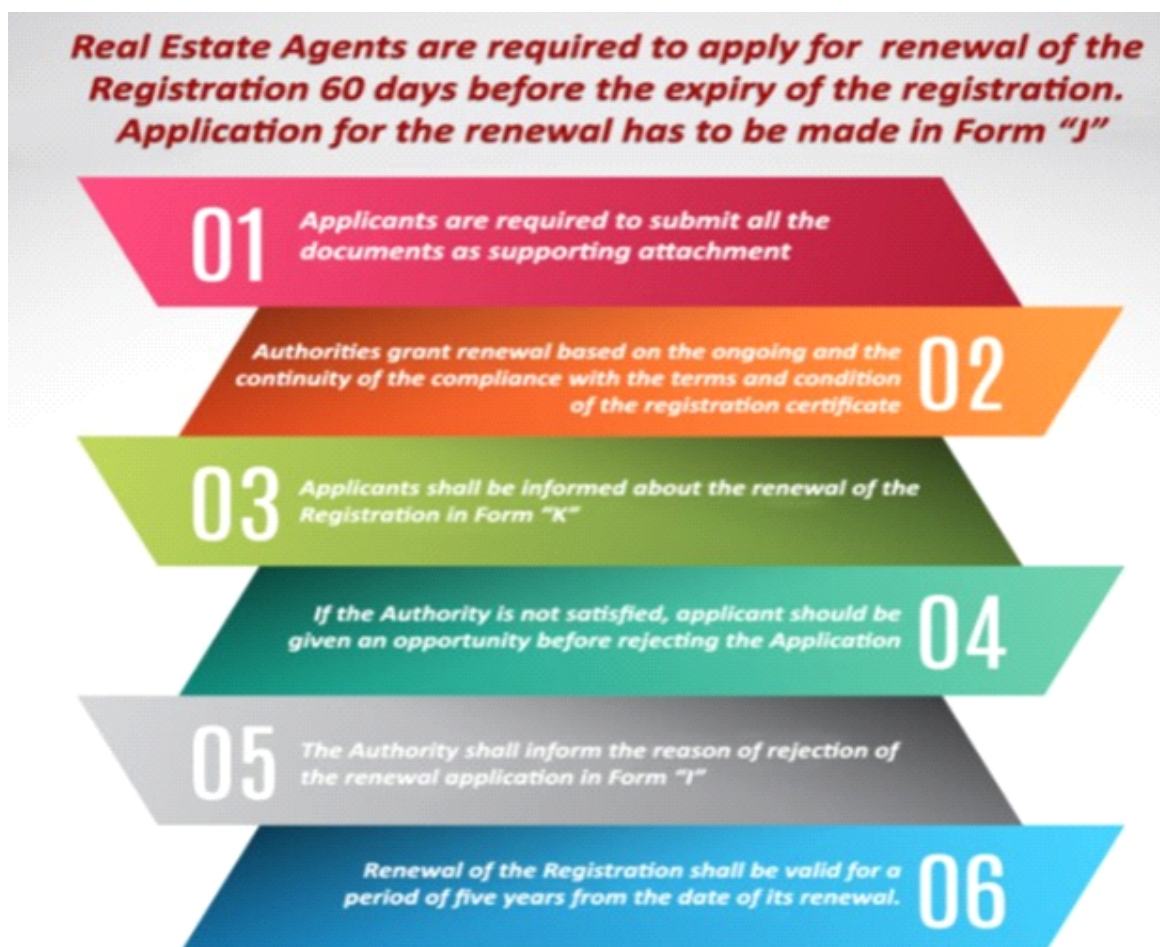 Real Estate Agents are required to apply for renewal of the
Registration 60 days before the expiry of the registration.
Application for the renewal has to be made in Form “J”
01
Applicants are required to submit all the
documents as supporting attachment
Authorities grant renewal based on the ongoing and the
continuity of the compliance with the terms and condition
of the registration certificate
02
03
Applicants shall be informed about the renewal of the
Registration in Form “K”
If the Authority is not satisfied, applicant should be
given an opportunity before rejecting the Application
04
05
The Authority shall inform the reason of rejection of
the renewal application in Form “I”
Renewal of the Registration shall be valid for a
period of five years from the date of its renewal.
06